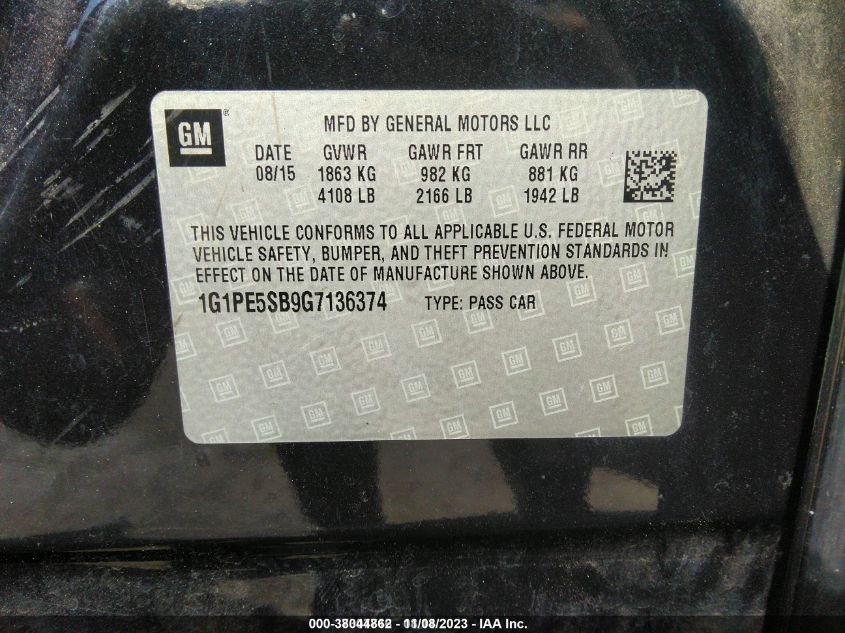 GM ®
MFD BY GENERAL MOTORS LLC
DATE GVWR GAWR FRT GAWR RR
08/15 1863 KG 982 KG 881 KG
4108 LB 2166 LB 1942 LB
THIS VEHICLE CONFORMS TO ALL APPLICABLE U.S. FEDERAL MOTOR
VEHICLE SAFETY, BUMPER, AND THEFT PREVENTION STANDARDS IN
EFFECT ON THE DATE OF MANUFACTURE SHOWN ABOVE.
1G1PE5SB9G7136374 TYPE: PASS CAR
11/08/2023 - IAA Inc.